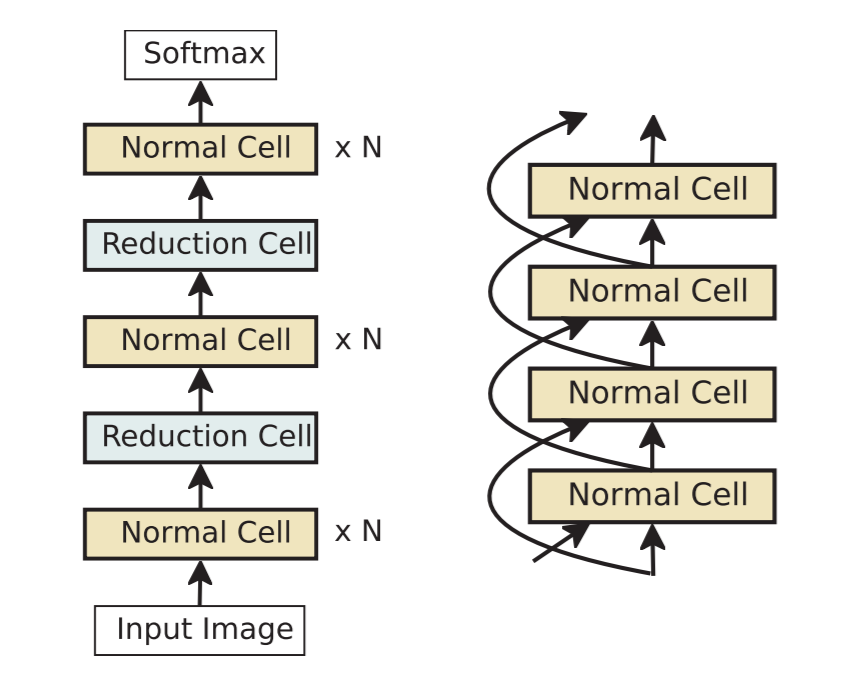 Softmax
Normal Cell x N
Reduction Cell
Normal Cell x N
Reduction Cell
Normal Cell x N
Input Image
Normal Cell
Normal Cell
Normal Cell
Normal Cell